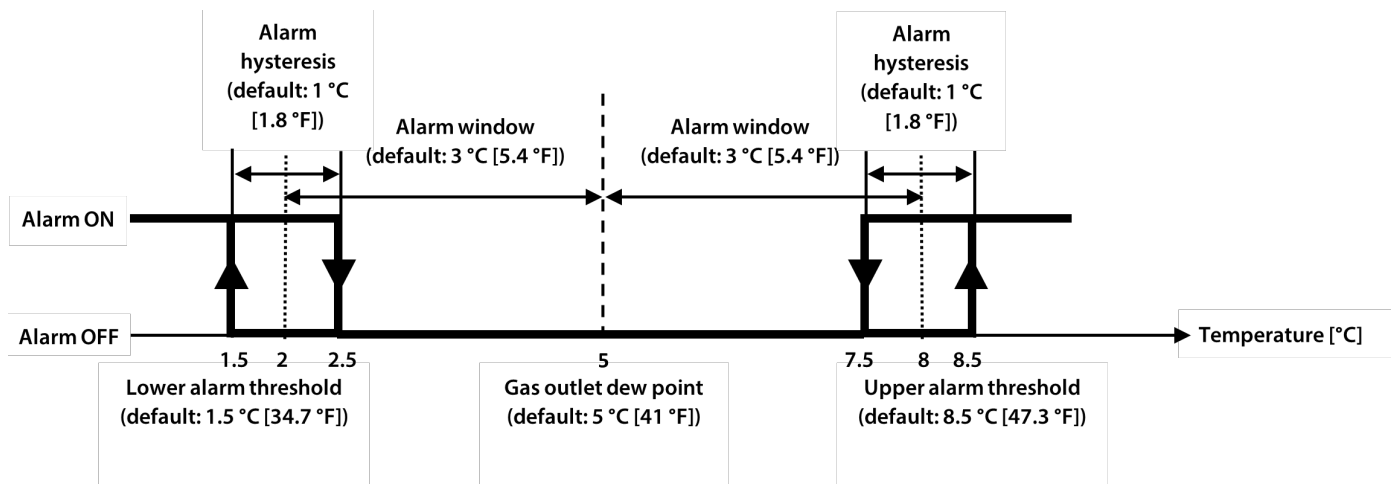 Alarm
hysteresis
(default: 1 °C
[1.8 °F])
Alarm window
(default: 3 °C [5.4 °F])
Alarm window
(default: 3 °C [5.4 °F])
Alarm
hysteresis
(default: 1 °C
[1.8 °F])
Alarm ON
Alarm OFF
Temperature [°C]
1.5 2 2.5 5 7.5 8 8.5
Lower alarm threshold
(default: 1.5 °C [34.7 °F])
Gas outlet dew point
(default: 5 °C [41 °F])
Upper alarm threshold
(default: 8.5 °C [47.3 °F])